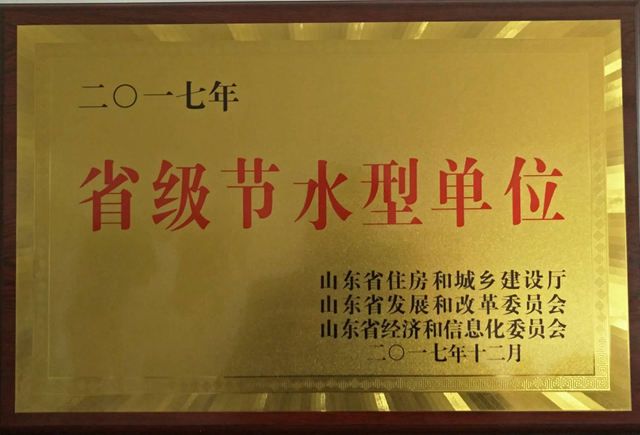 二〇一七年
省级节水型单位
山东省住房和城乡建设厅
山东省发展和改革委员会
山东省经济和信息化委员会
二〇一七年十二月